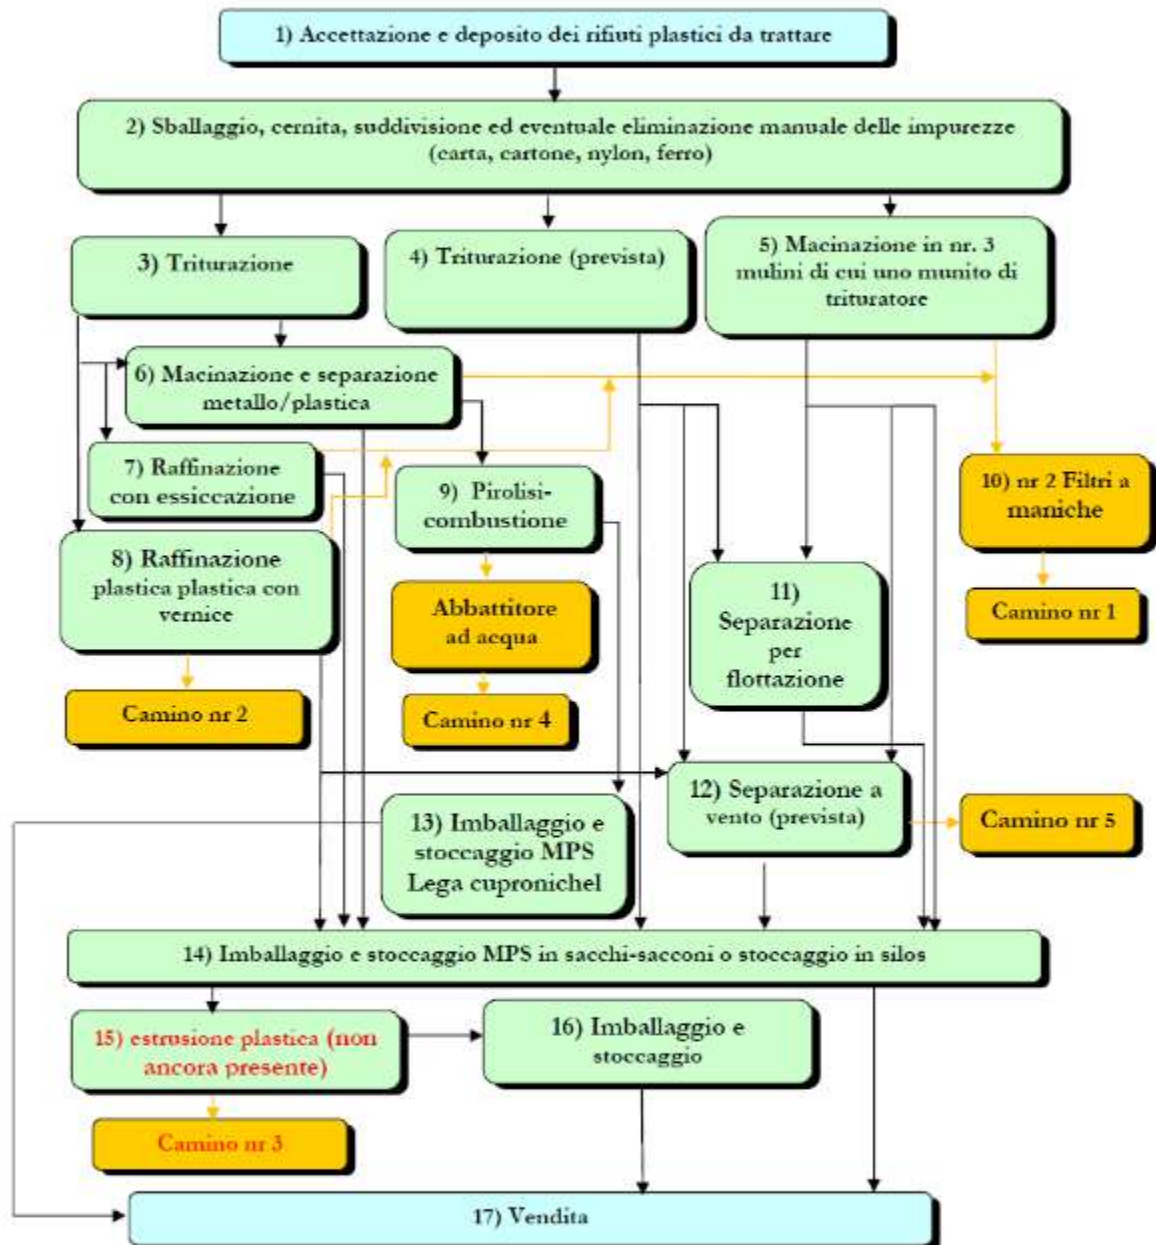 1) Accettazione e deposito dei rifiuti plastici da trattare
2) Sballaggio, cernita, suddivisione ed eventuale eliminazione manuale delle impurezze
(carta, cartone, nylon, ferro)
3) Triturazione
4) Triturazione (prevista)
5) Macinazione in nr. 3
mulini di cui uno munito di
trituratore
6) Macinazione e separazione
metallo/plastica
7) Raffinazione
con essiccazione
8) Raffinazione
plastica plastica con
vernice
9) Pirolisi-
combustione
10) nr 2 Filtri a
maniche
Abbattitore
ad acqua
11)
Separazione
per
flottazione
Camino nr 1
Camino nr 2
Camino nr 4
12) Separazione a
vento (prevista)
Camino nr 5
13) Imballaggio e
stoccaggio MPS
Lega cupronichel
14) Imballaggio e stoccaggio MPS in sacchi-sacconi o stoccaggio in silos
15) estrusione plastica (non
ancora presente)
16) Imballaggio e
stoccaggio
Camino nr 3
17) Vendita